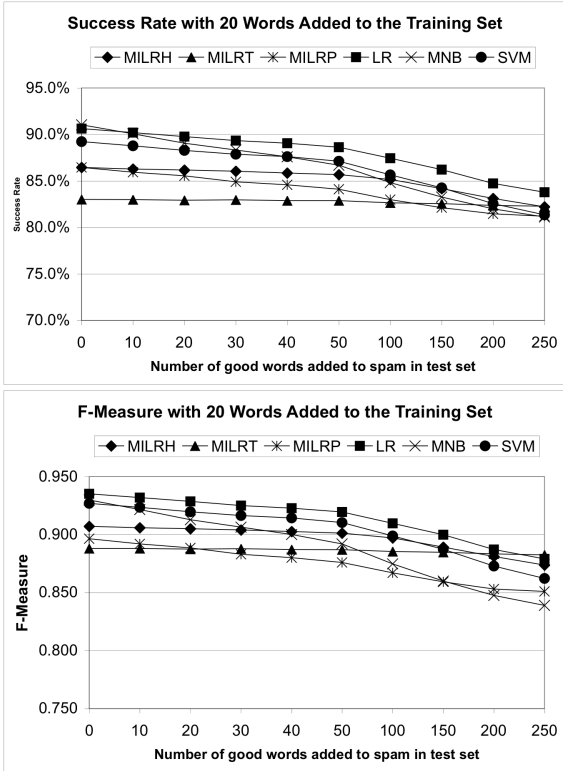 Success Rate with 20 Words Added to the Training Set
MILRH MILRT MILRP LR MNB SVM
95.0%
90.0%
85.0%
80.0%
75.0%
70.0%
Success Rate
0 10 20 30 40 50 100 150 200 250
Number of good words added to spam in test set
F-Measure with 20 Words Added to the Training Set
MILRH MILRT MILRP LR MNB SVM
0.950
0.900
0.850
0.800
0.750
F-Measure
0 10 20 30 40 50 100 150 200 250
Number of good words added to spam in test set